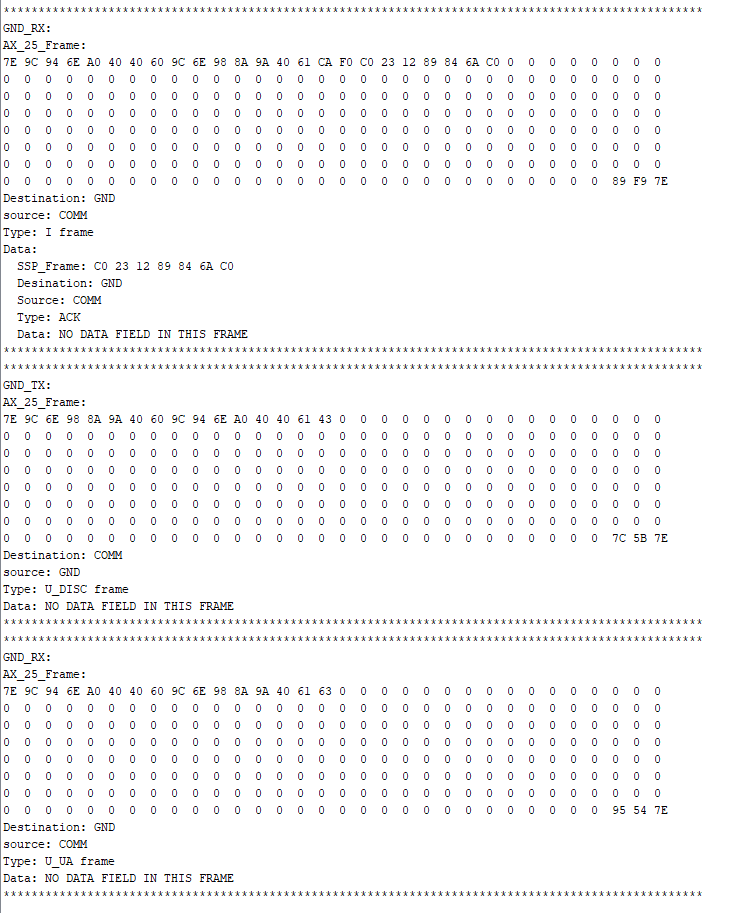 ****************************************************************************************************
GND_RX:
AX_25_Frame:
7E 9C 94 6E A0 40 40 60 9C 6E 98 8A 9A 40 61 CA F0 C0 23 12 89 84 6A C0 0 0 0 0 0 0 0 0
0 0 0 0 0 0 0 0 0 0 0 0 0 0 0 0 0 0 0 0 0 0 0 0 0 0 0 0 0 0 0 0
0 0 0 0 0 0 0 0 0 0 0 0 0 0 0 0 0 0 0 0 0 0 0 0 0 0 0 0 0 0 0 0
0 0 0 0 0 0 0 0 0 0 0 0 0 0 0 0 0 0 0 0 0 0 0 0 0 0 0 0 0 0 0 0
0 0 0 0 0 0 0 0 0 0 0 0 0 0 0 0 0 0 0 0 0 0 0 0 0 0 0 0 0 0 0 0
0 0 0 0 0 0 0 0 0 0 0 0 0 0 0 0 0 0 0 0 0 0 0 0 0 0 0 0 0 0 0 0
0 0 0 0 0 0 0 0 0 0 0 0 0 0 0 0 0 0 0 0 0 0 0 0 0 0 0 0 0 0 0 0
0 0 0 0 0 0 0 0 0 0 0 0 0 0 0 0 0 0 0 0 0 0 0 0 0 0 0 0 0 89 F9 7E
Destination: GND
source: COMM
Type: I frame
Data:
  SSP_Frame: C0 23 12 89 84 6A C0
  Desination: GND
  Source: COMM
  Type: ACK
  Data: NO DATA FIELD IN THIS FRAME
****************************************************************************************************
****************************************************************************************************
GND_TX:
AX_25_Frame:
7E 9C 6E 98 8A 9A 40 60 9C 94 6E A0 40 40 61 43 0 0 0 0 0 0 0 0 0 0 0 0 0 0 0 0
0 0 0 0 0 0 0 0 0 0 0 0 0 0 0 0 0 0 0 0 0 0 0 0 0 0 0 0 0 0 0 0
0 0 0 0 0 0 0 0 0 0 0 0 0 0 0 0 0 0 0 0 0 0 0 0 0 0 0 0 0 0 0 0
0 0 0 0 0 0 0 0 0 0 0 0 0 0 0 0 0 0 0 0 0 0 0 0 0 0 0 0 0 0 0 0
0 0 0 0 0 0 0 0 0 0 0 0 0 0 0 0 0 0 0 0 0 0 0 0 0 0 0 0 0 0 0 0
0 0 0 0 0 0 0 0 0 0 0 0 0 0 0 0 0 0 0 0 0 0 0 0 0 0 0 0 0 0 0 0
0 0 0 0 0 0 0 0 0 0 0 0 0 0 0 0 0 0 0 0 0 0 0 0 0 0 0 0 0 0 0 0
0 0 0 0 0 0 0 0 0 0 0 0 0 0 0 0 0 0 0 0 0 0 0 0 0 0 0 0 0 7C 5B 7E
Destination: COMM
source: GND
Type: U_DISC frame
Data: NO DATA FIELD IN THIS FRAME
****************************************************************************************************
****************************************************************************************************
GND_RX:
AX_25_Frame:
7E 9C 94 6E A0 40 40 60 9C 6E 98 8A 9A 40 61 63 0 0 0 0 0 0 0 0 0 0 0 0 0 0 0 0
0 0 0 0 0 0 0 0 0 0 0 0 0 0 0 0 0 0 0 0 0 0 0 0 0 0 0 0 0 0 0 0
0 0 0 0 0 0 0 0 0 0 0 0 0 0 0 0 0 0 0 0 0 0 0 0 0 0 0 0 0 0 0 0
0 0 0 0 0 0 0 0 0 0 0 0 0 0 0 0 0 0 0 0 0 0 0 0 0 0 0 0 0 0 0 0
0 0 0 0 0 0 0 0 0 0 0 0 0 0 0 0 0 0 0 0 0 0 0 0 0 0 0 0 0 0 0 0
0 0 0 0 0 0 0 0 0 0 0 0 0 0 0 0 0 0 0 0 0 0 0 0 0 0 0 0 0 0 0 0
0 0 0 0 0 0 0 0 0 0 0 0 0 0 0 0 0 0 0 0 0 0 0 0 0 0 0 0 0 0 0 0
0 0 0 0 0 0 0 0 0 0 0 0 0 0 0 0 0 0 0 0 0 0 0 0 0 0 0 0 0 95 54 7E
Destination: GND
source: COMM
Type: U_UA frame
Data: NO DATA FIELD IN THIS FRAME
****************************************************************************************************